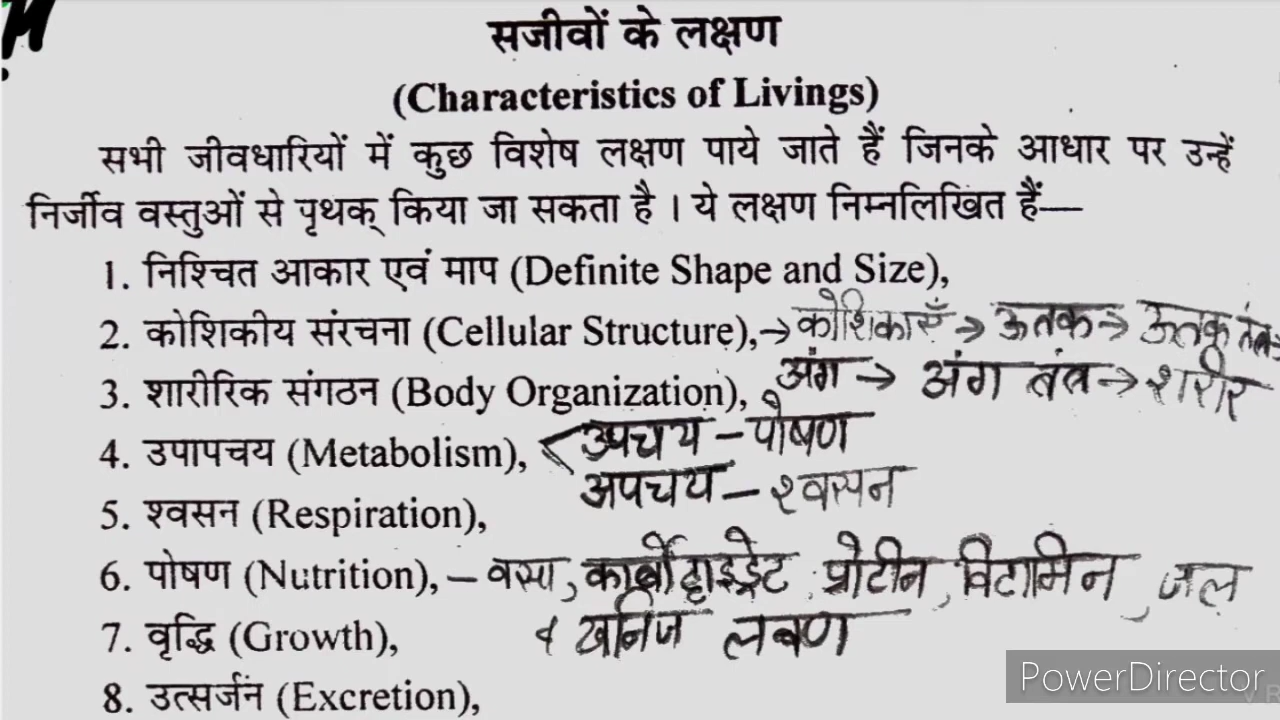 सजीवों के लक्षण
(Characteristics of Livings)
सभी जीवधारियों में कुछ विशेष लक्षण पाये जाते हैं जिनके आधार पर उन्हें
निर्जीव वस्तुओं से पृथक् किया जा सकता है । ये लक्षण निम्नलिखित हैं—
1. निश्चित आकार एवं माप (Definite Shape and Size),
2. कोशिकीय संरचना (Cellular Structure), → कोशिकाएँ → ऊतक → ऊतक तंत्र
अंग → अंग तंत्र → शरीर
3. शारीरिक संगठन (Body Organization),
4. उपापचय (Metabolism), < उपचय – पोषण
अपचय – श्वसन
5. श्वसन (Respiration),
6. पोषण (Nutrition), – वसा, कार्बोहाइड्रेट, प्रोटीन, विटामिन, जल
व खनिज लवण
7. वृद्धि (Growth),
8. उत्सर्जन (Excretion),
PowerDirector